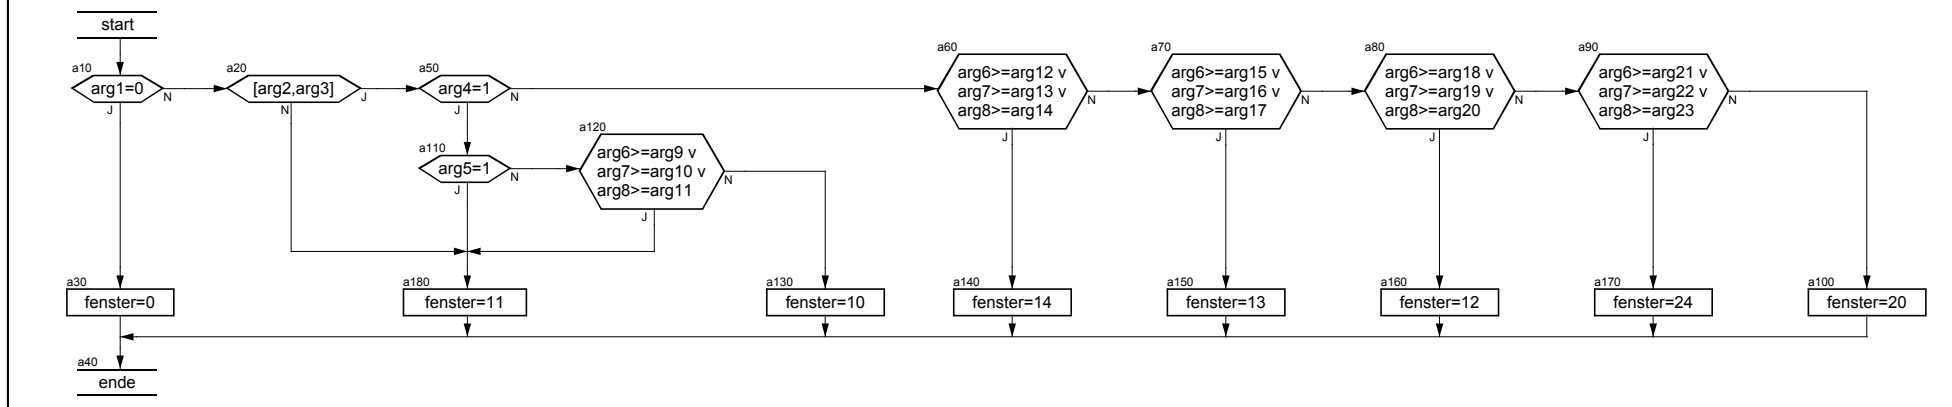 start
a10
arg1=0
N
J
a20
[arg2,arg3]
J
N
a50
arg4=1
N
J
a60
arg6>=arg12 v
arg7>=arg13 v
arg8>=arg14
N
J
a70
arg6>=arg15 v
arg7>=arg16 v
arg8>=arg17
N
J
a80
arg6>=arg18 v
arg7>=arg19 v
arg8>=arg20
N
J
a90
arg6>=arg21 v
arg7>=arg22 v
arg8>=arg23
N
J
a110
arg5=1
N
J
a120
arg6>=arg9 v
arg7>=arg10 v
arg8>=arg11
N
J
a30
fenster=0
a180
fenster=11
a130
fenster=10
a140
fenster=14
a150
fenster=13
a160
fenster=12
a170
fenster=24
a100
fenster=20
a40
ende